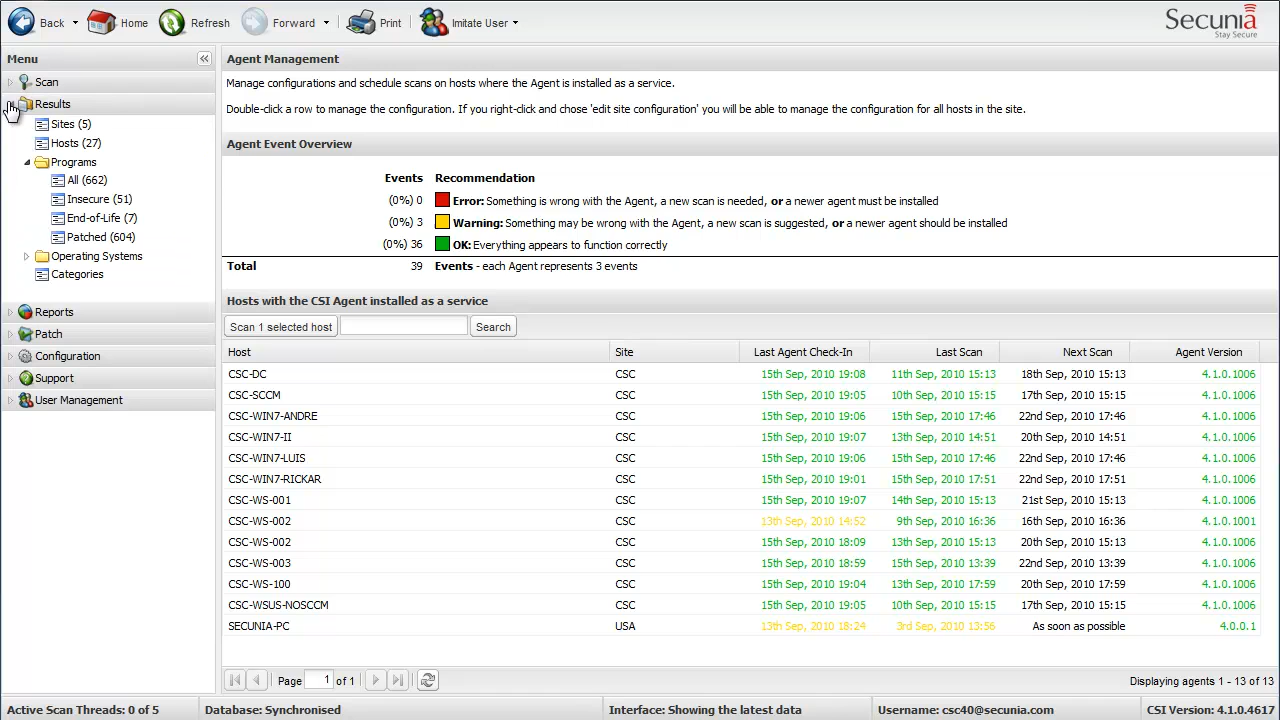 Back
Home
Refresh
Forward
Print
Imitate User
Secunia
Stay Secure
Menu
Scan
Results
Sites (5)
Hosts (27)
Programs
All (662)
Insecure (51)
End-of-Life (7)
Patched (604)
Operating Systems
Categories
Reports
Patch
Configuration
Support
User Management
Agent Management
Manage configurations and schedule scans on hosts where the Agent is installed as a service.
Double-click a row to manage the configuration. If you right-click and chose 'edit site configuration' you will be able to manage the configuration for all hosts in the site.
Agent Event Overview
Events Recommendation
(0%) 0 Error: Something is wrong with the Agent, a new scan is needed, or a newer agent must be installed
(0%) 3 Warning: Something may be wrong with the Agent, a new scan is suggested, or a newer agent should be installed
(0%) 36 OK: Everything appears to function correctly
Total 39 Events - each Agent represents 3 events
Hosts with the CSI Agent installed as a service
Scan 1 selected host Search
Host Site Last Agent Check-In Last Scan Next Scan Agent Version
CSC-DC CSC 15th Sep, 2010 19:08 11th Sep, 2010 15:13 18th Sep, 2010 15:13 4.1.0.1006
CSC-SCCM CSC 15th Sep, 2010 19:05 10th Sep, 2010 15:15 17th Sep, 2010 15:15 4.1.0.1006
CSC-WIN7-ANDRE CSC 15th Sep, 2010 19:06 15th Sep, 2010 17:46 22nd Sep, 2010 17:46 4.1.0.1006
CSC-WIN7-II CSC 15th Sep, 2010 19:07 13th Sep, 2010 14:51 20th Sep, 2010 14:51 4.1.0.1006
CSC-WIN7-LUIS CSC 15th Sep, 2010 19:06 15th Sep, 2010 17:46 22nd Sep, 2010 17:46 4.1.0.1006
CSC-WIN7-RICKAR CSC 15th Sep, 2010 19:01 15th Sep, 2010 17:51 22nd Sep, 2010 17:51 4.1.0.1006
CSC-WS-001 CSC 15th Sep, 2010 19:07 14th Sep, 2010 15:13 21st Sep, 2010 15:13 4.1.0.1006
CSC-WS-002 CSC 13th Sep, 2010 14:52 9th Sep, 2010 16:36 16th Sep, 2010 16:36 4.1.0.1001
CSC-WS-002 CSC 15th Sep, 2010 18:09 13th Sep, 2010 15:13 20th Sep, 2010 15:13 4.1.0.1006
CSC-WS-003 CSC 15th Sep, 2010 18:59 15th Sep, 2010 13:39 22nd Sep, 2010 13:39 4.1.0.1006
CSC-WS-100 CSC 15th Sep, 2010 19:04 13th Sep, 2010 17:59 20th Sep, 2010 17:59 4.1.0.1006
CSC-WSUS-NOSCCM CSC 15th Sep, 2010 19:05 10th Sep, 2010 15:15 17th Sep, 2010 15:15 4.1.0.1006
SECUNIA-PC USA 13th Sep, 2010 18:24 3rd Sep, 2010 13:56 As soon as possible 4.0.0.1
Page 1 of 1 Displaying agents 1 - 13 of 13
Active Scan Threads: 0 of 5 Database: Synchronised Interface: Showing the latest data Username: csc40@secunia.com CSI Version: 4.1.0.4617